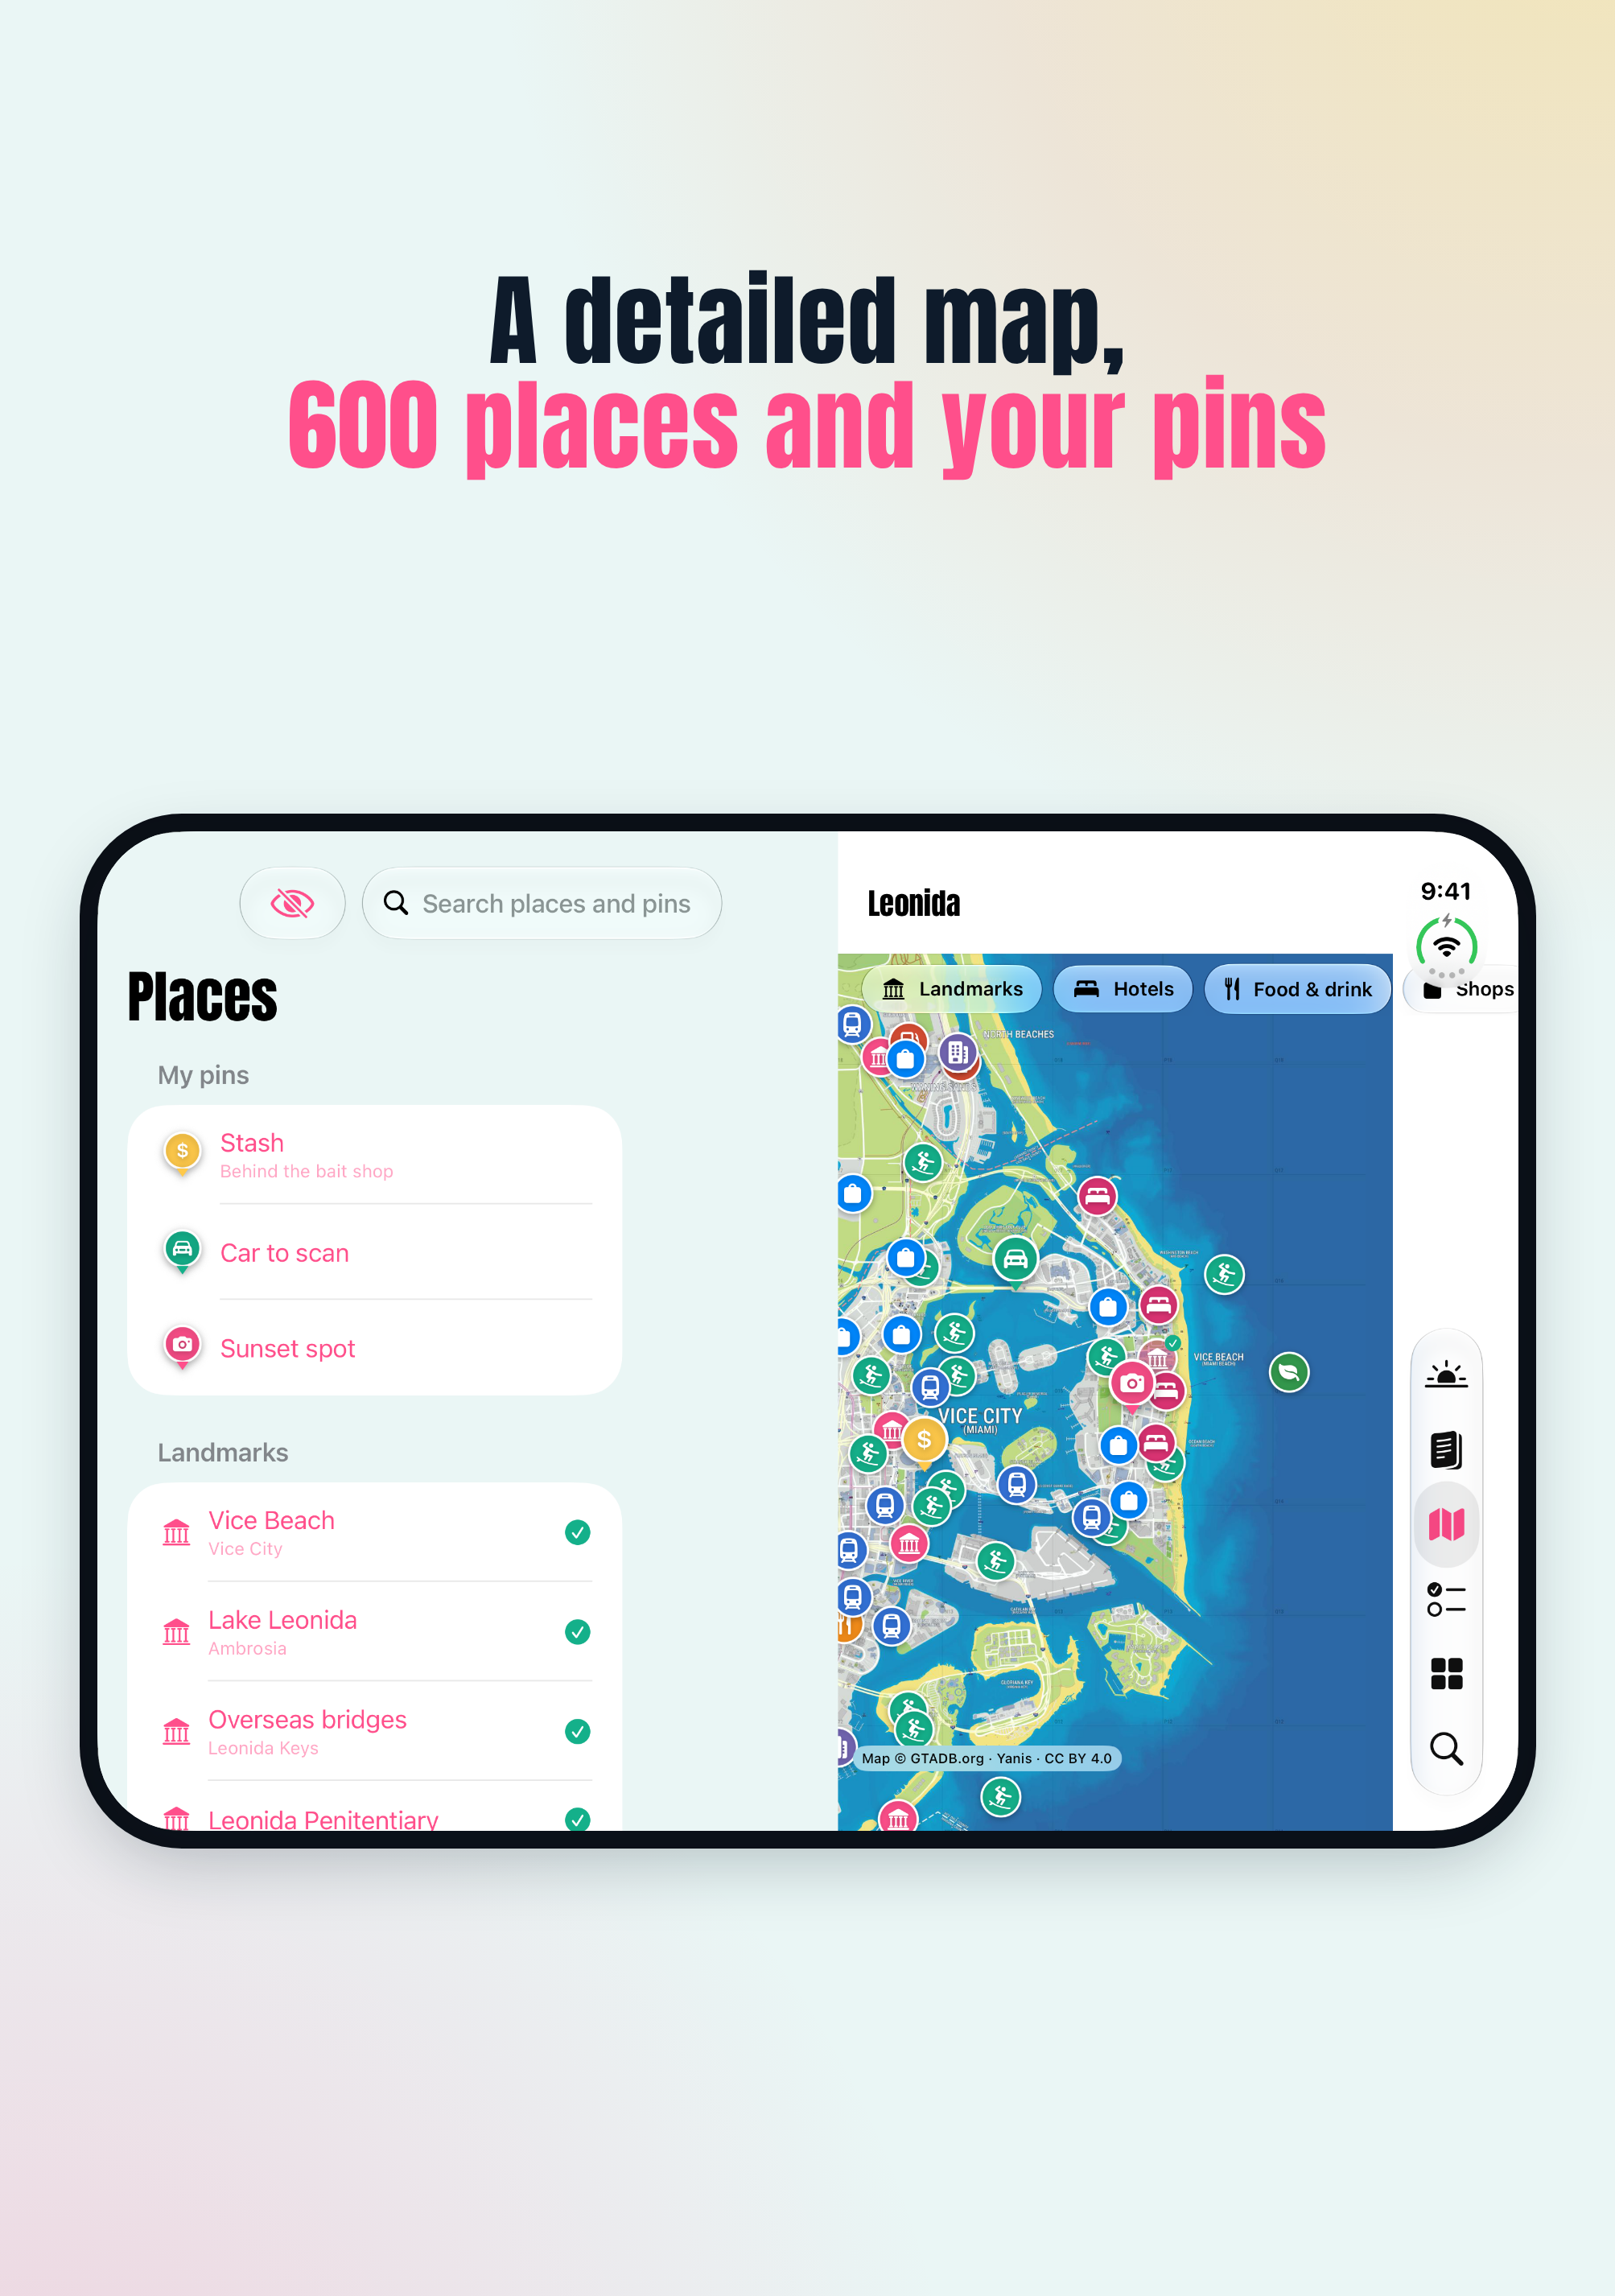 A detailed map,
600 places and your pins
Search places and pins
Places
My pins
Stash
Behind the bait shop
Car to scan
Sunset spot
Landmarks
Vice Beach
Vice City
Lake Leonida
Ambrosia
Overseas bridges
Leonida Keys
Leonida Penitentiary
Leonida
9:41
Landmarks
Hotels
Food & drink
Shops
NORTH BEACHES
VICE BEACH
(MIAMI BEACH)
VICE CITY
(MIAMI)
Map © GTADB.org · Yanis · CC BY 4.0